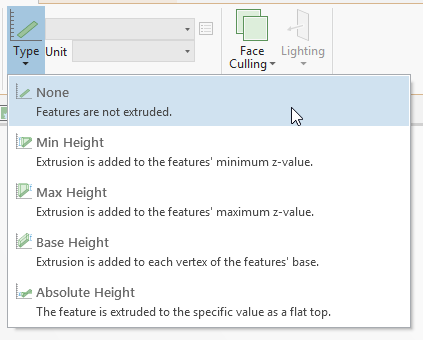 Type
Unit
Face
Culling
Lighting
None
Features are not extruded.
Min Height
Extrusion is added to the features' minimum z-value.
Max Height
Extrusion is added to the features' maximum z-value.
Base Height
Extrusion is added to each vertex of the features' base.
Absolute Height
The feature is extruded to the specific value as a flat top.